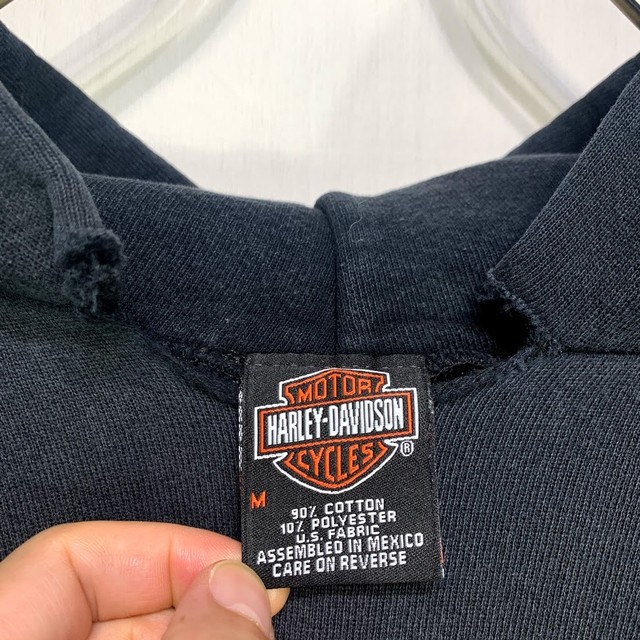 MOTOR
HARLEY-DAVIDSON
CYCLES
®
M
90% COTTON
10% POLYESTER
U.S. FABRIC
ASSEMBLED IN MEXICO
CARE ON REVERSE